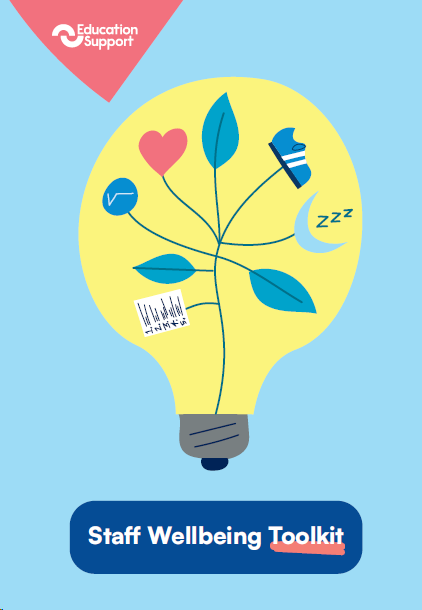 Education
Support
√
z z z
Staff Wellbeing Toolkit